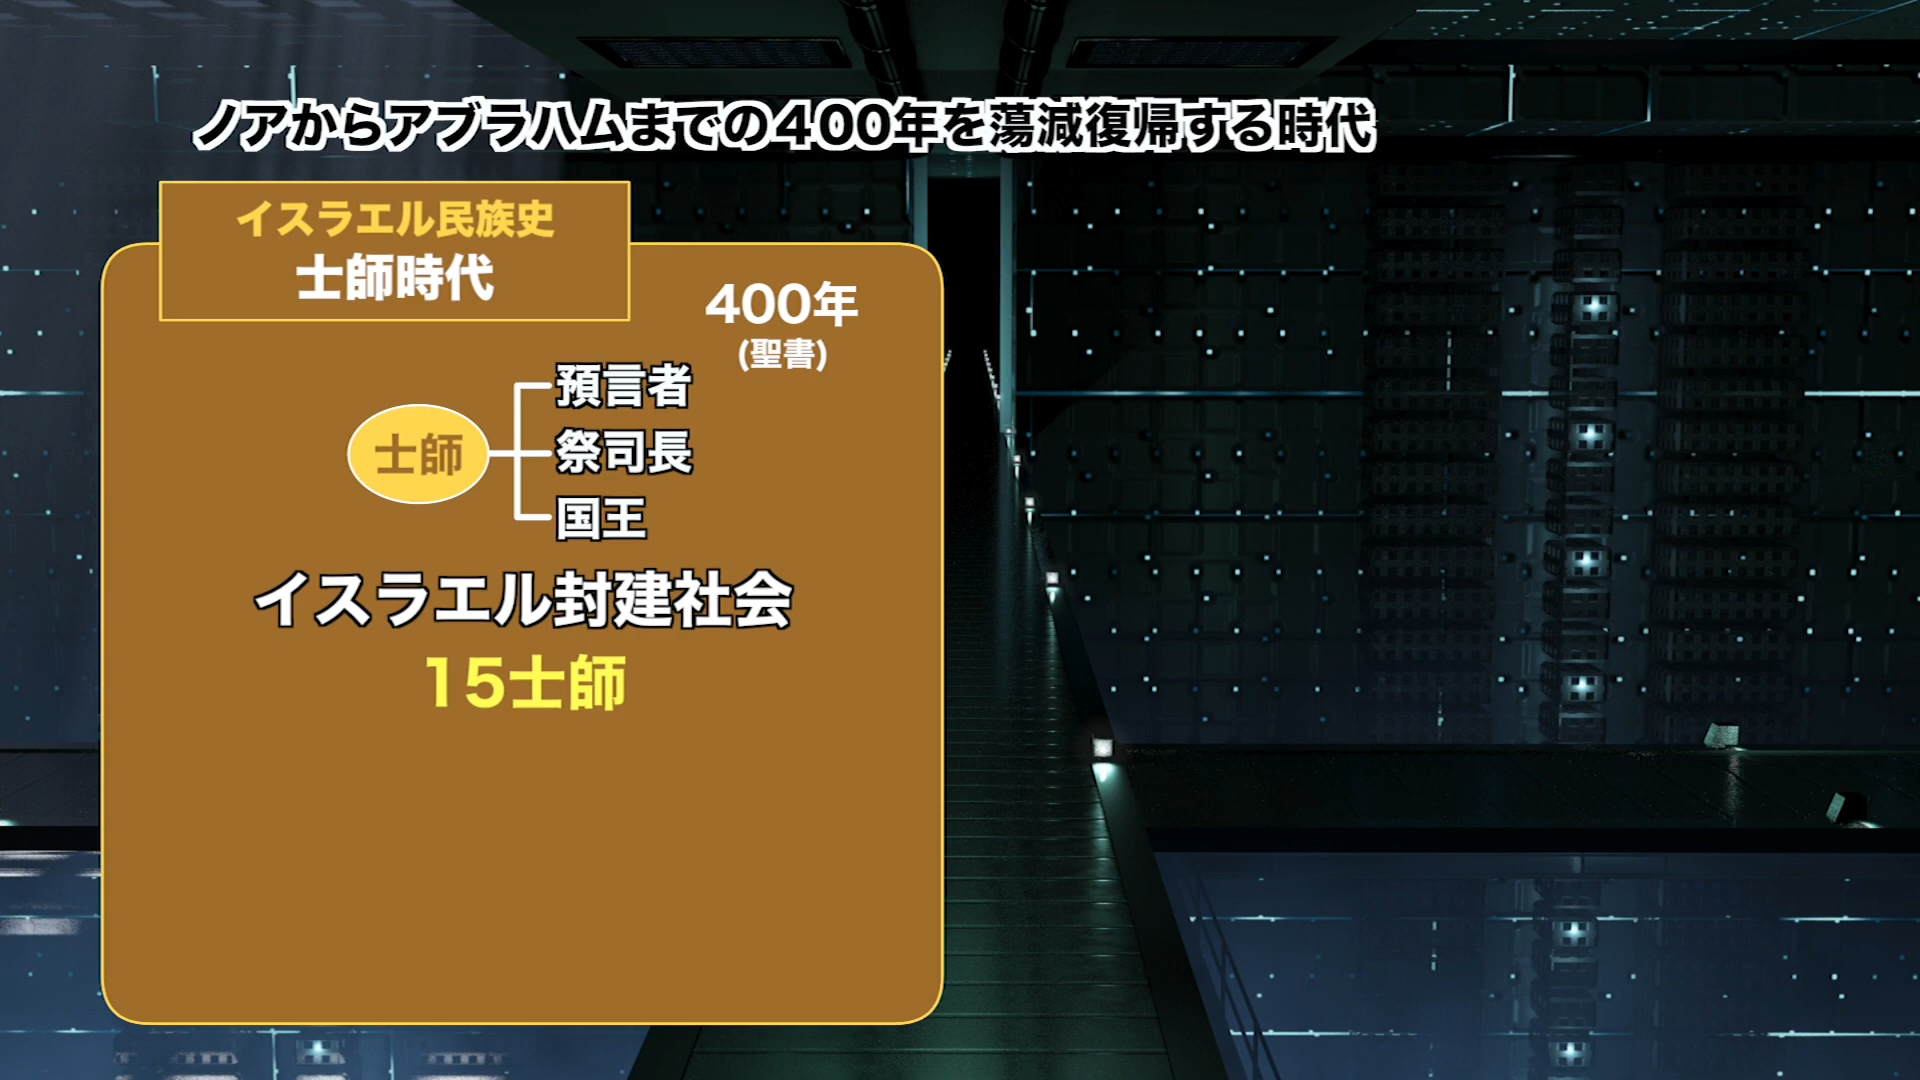 ノアからアブラハムまでの400年を蕩減復帰する時代
イスラエル民族史
士師時代
400年
(聖書)
士師
預言者
祭司長
国王
イスラエル封建社会
15士師